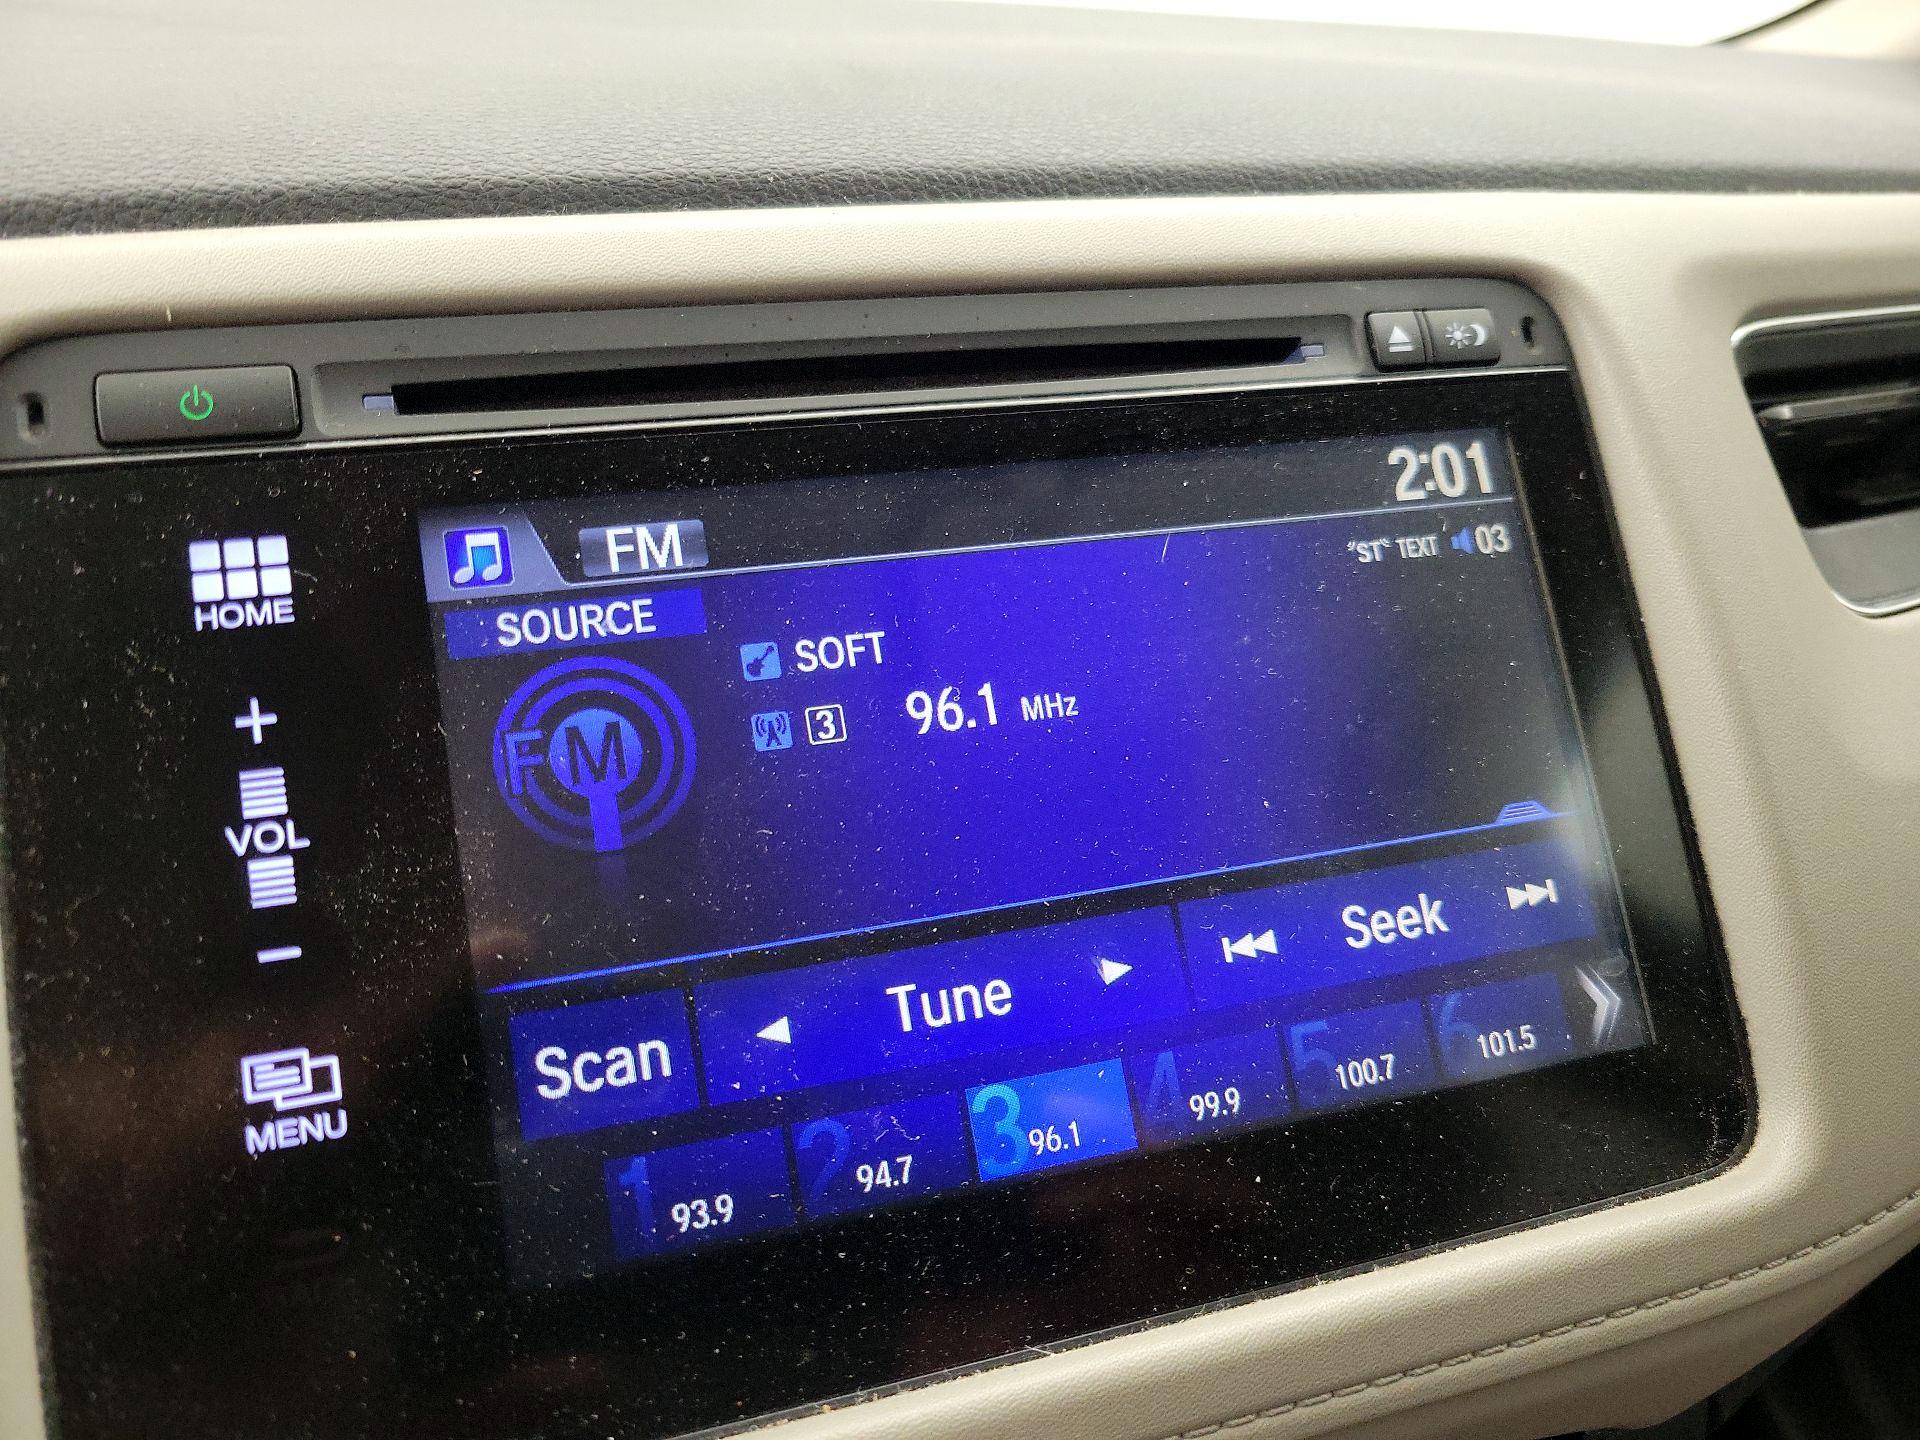 2:01
FM
"ST" TEXT 03
HOME
SOURCE
SOFT
FM
3 96.1 MHz
VOL
Scan Tune Seek
MENU
1 93.9 2 94.7 3 96.1 4 99.9 5 100.7 6 101.5